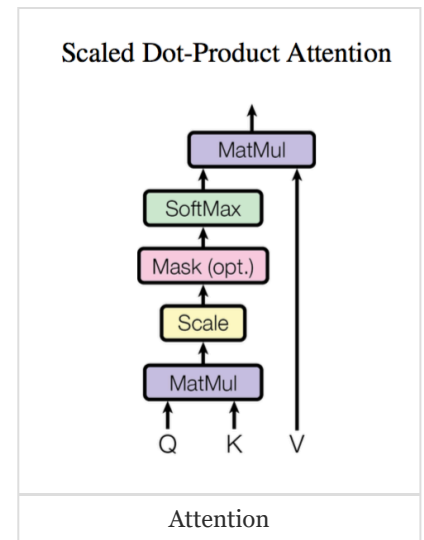 Scaled Dot-Product Attention
MatMul
SoftMax
Mask (opt.)
Scale
MatMul
Q K V
Attention